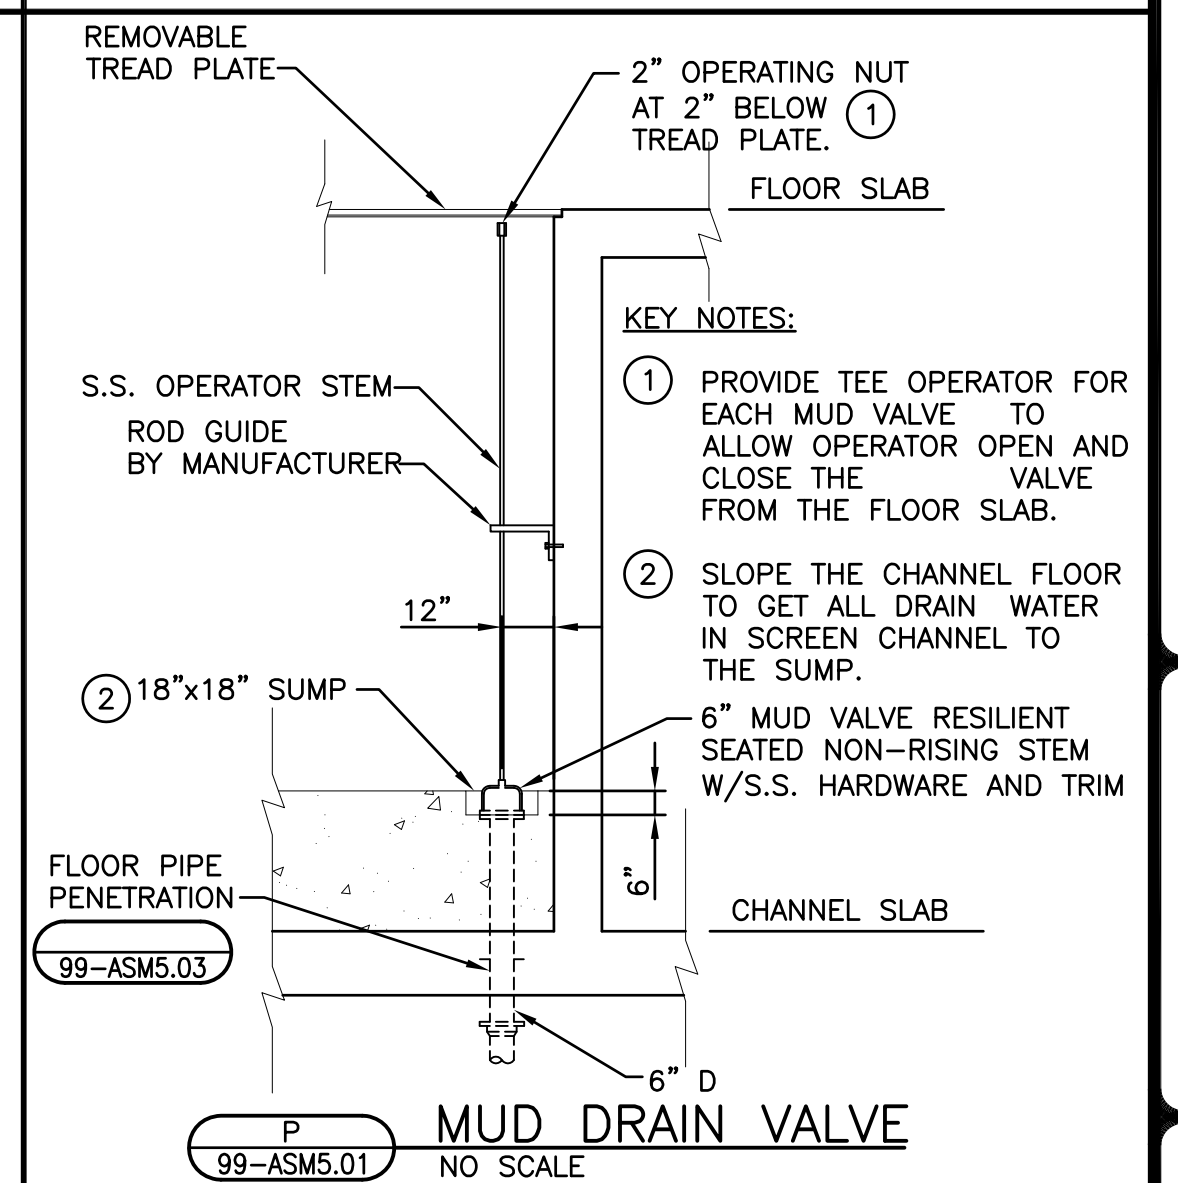 REMOVABLE
TREAD PLATE
2" OPERATING NUT
AT 2" BELOW 1
TREAD PLATE.
FLOOR SLAB
KEY NOTES:
1 PROVIDE TEE OPERATOR FOR
EACH MUD VALVE TO
ALLOW OPERATOR OPEN AND
CLOSE THE VALVE
FROM THE FLOOR SLAB.
2 SLOPE THE CHANNEL FLOOR
TO GET ALL DRAIN WATER
IN SCREEN CHANNEL TO
THE SUMP.
S.S. OPERATOR STEM
ROD GUIDE
BY MANUFACTURER
12"
2 18"x18" SUMP
6" MUD VALVE RESILIENT
SEATED NON-RISING STEM
W/S.S. HARDWARE AND TRIM
6"
FLOOR PIPE
PENETRATION
99-ASM5.03
CHANNEL SLAB
6" D
P
99-ASM5.01
MUD DRAIN VALVE
NO SCALE